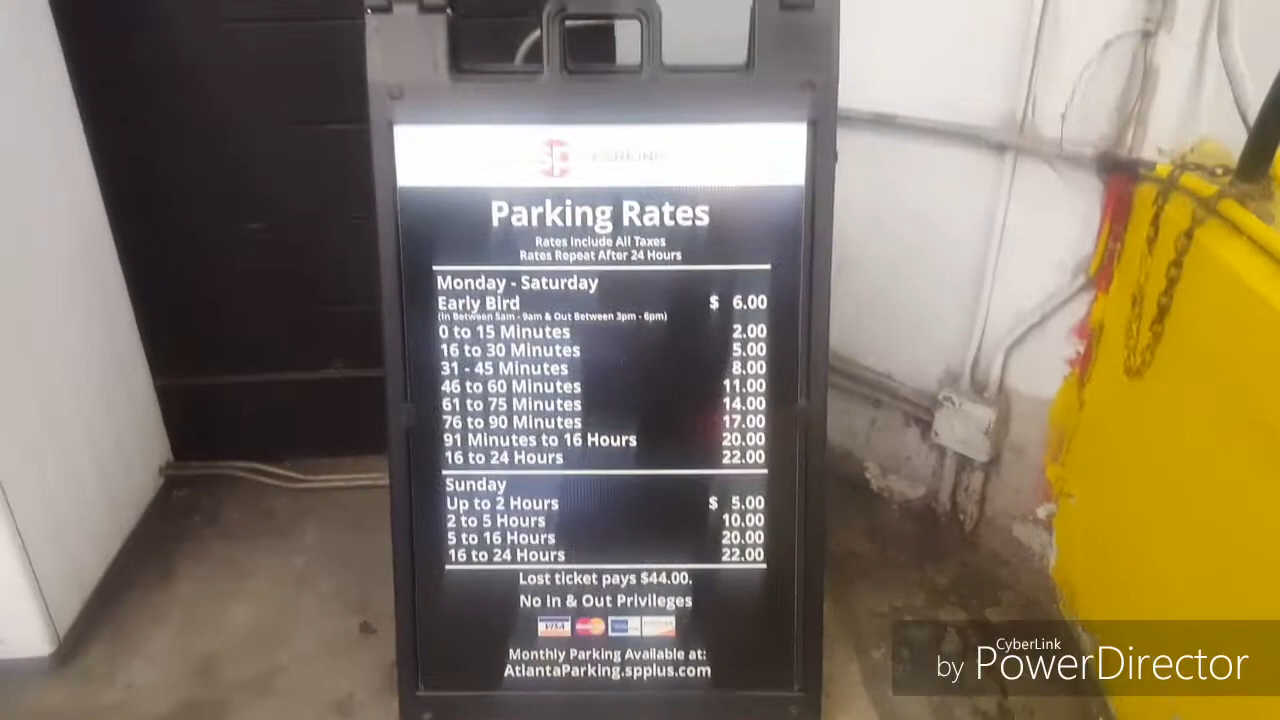 SP PARKING
Parking Rates
Rates Include All Taxes
Rates Repeat After 24 Hours
Monday - Saturday
Early Bird $ 6.00
(In Between 5am - 9am & Out Between 3pm - 6pm)
0 to 15 Minutes 2.00
16 to 30 Minutes 5.00
31 - 45 Minutes 8.00
46 to 60 Minutes 11.00
61 to 75 Minutes 14.00
76 to 90 Minutes 17.00
91 Minutes to 16 Hours 20.00
16 to 24 Hours 22.00
Sunday
Up to 2 Hours $ 5.00
2 to 5 Hours 10.00
5 to 16 Hours 20.00
16 to 24 Hours 22.00
Lost ticket pays $44.00.
No In & Out Privileges
VISA
Monthly Parking Available at:
AtlantaParking.spplus.com
CyberLink
by PowerDirector